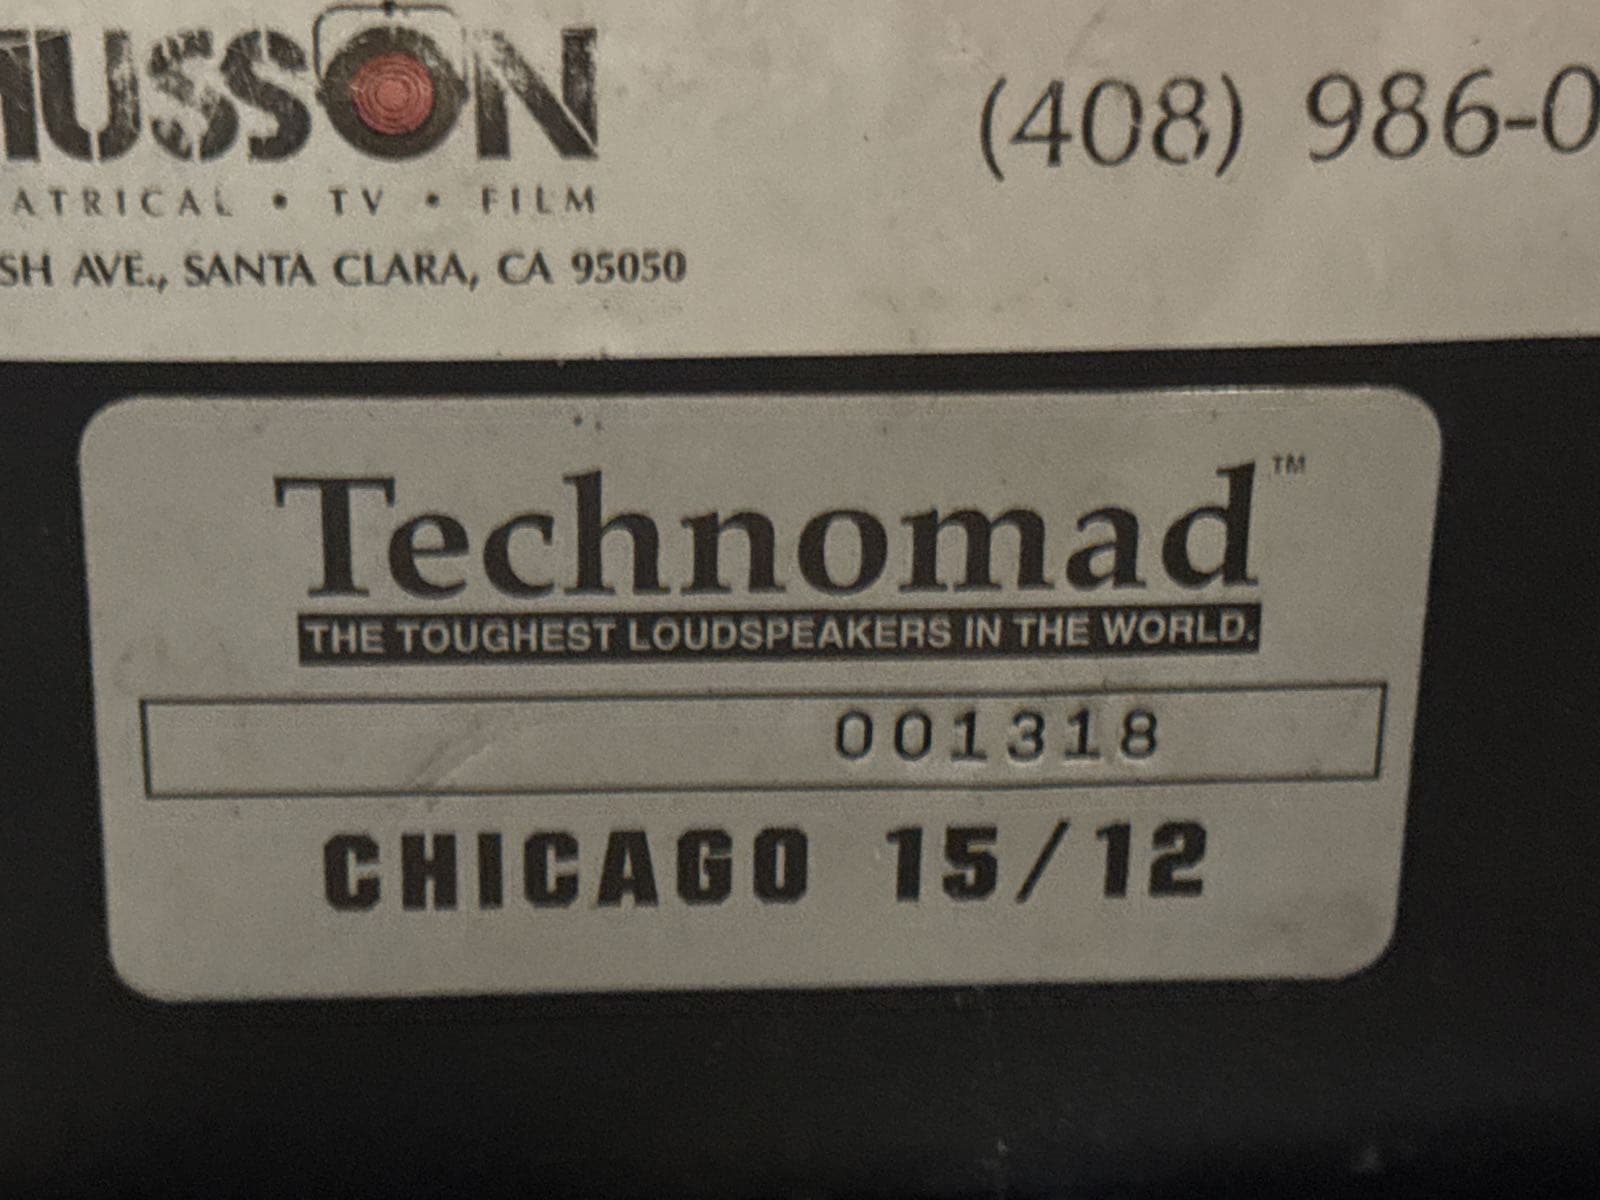 MUSSON
(408) 986-0
ATRICAL • TV • FILM
SH AVE., SANTA CLARA, CA 95050
Technomad™
THE TOUGHEST LOUDSPEAKERS IN THE WORLD.
001318
CHICAGO 15/12